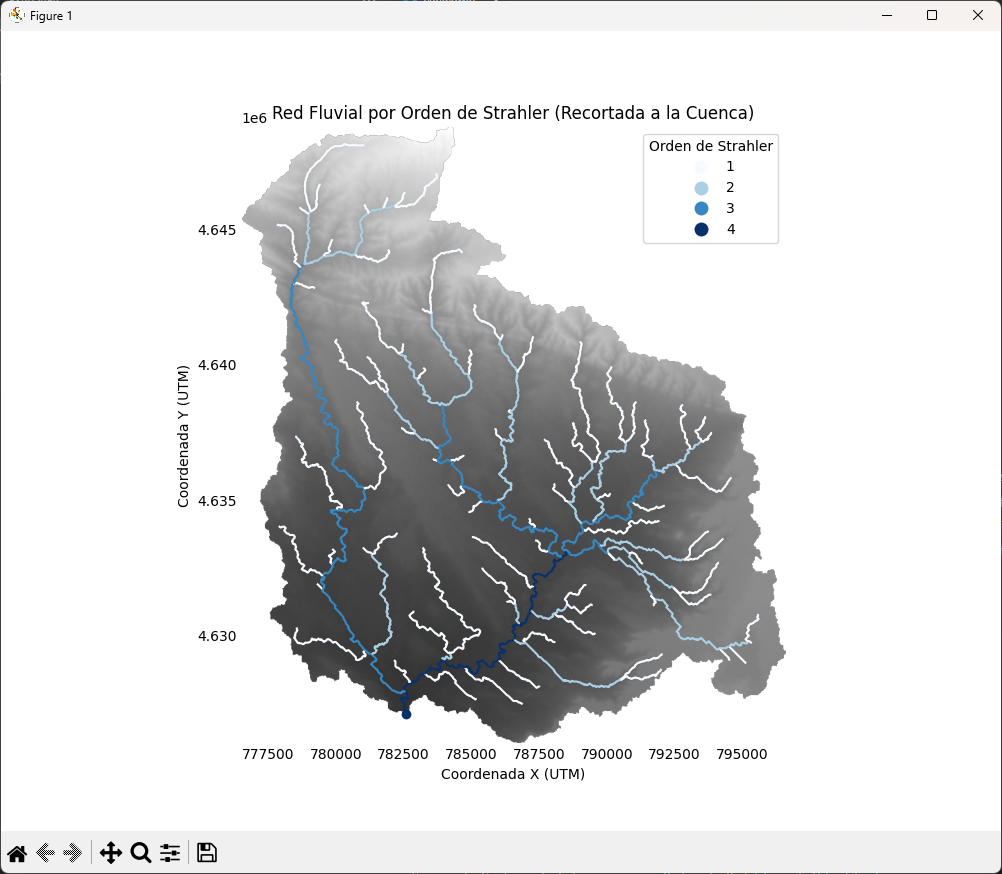 Figure 1
1e6
Red Fluvial por Orden de Strahler (Recortada a la Cuenca)
Orden de Strahler
1
2
3
4
Coordenada Y (UTM)
4.645
4.640
4.635
4.630
777500 780000 782500 785000 787500 790000 792500 795000
Coordenada X (UTM)